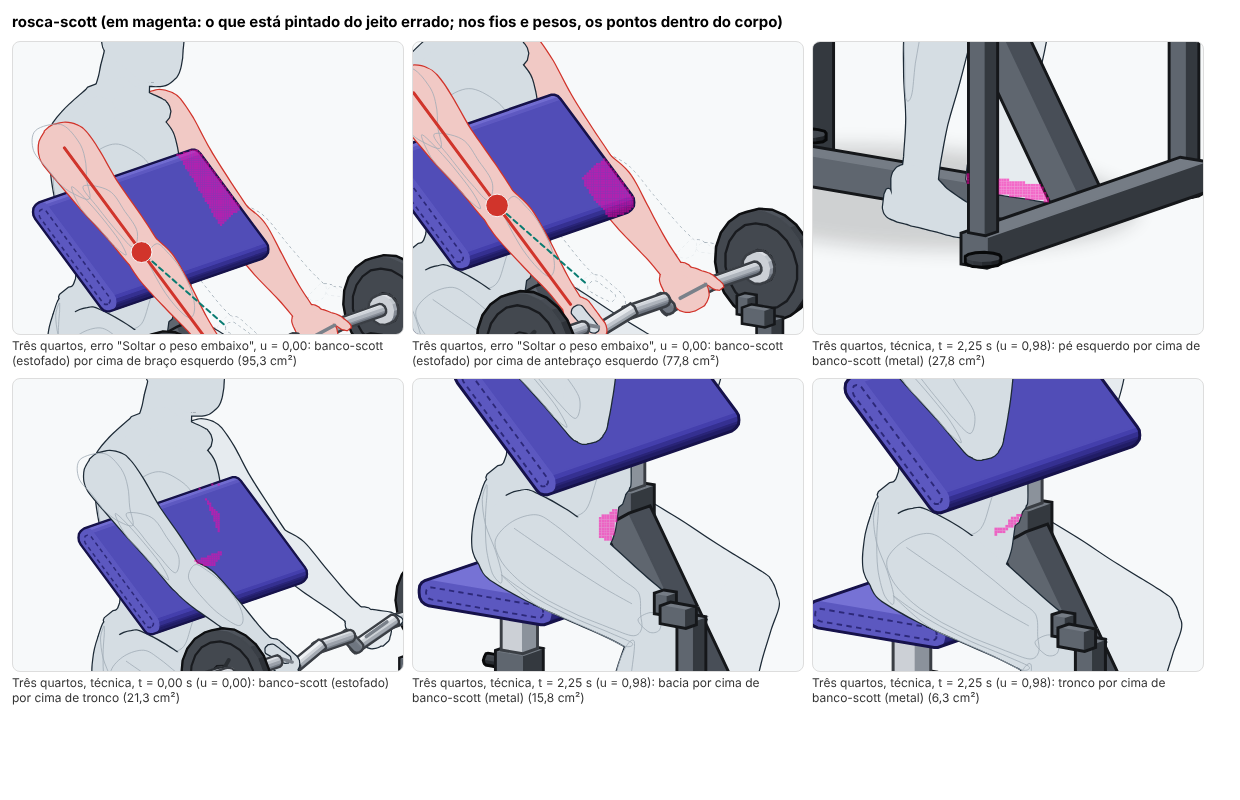 rosca-scott (em magenta: o que está pintado do jeito errado; nos fios e pesos, os pontos dentro do corpo)
Três quartos, erro "Soltar o peso embaixo", u = 0,00: banco-scott
(estofado) por cima de braço esquerdo (95,3 cm²)
Três quartos, erro "Soltar o peso embaixo", u = 0,00: banco-scott
(estofado) por cima de antebraço esquerdo (77,8 cm²)
Três quartos, técnica, t = 2,25 s (u = 0,98): pé esquerdo por cima de
banco-scott (metal) (27,8 cm²)
Três quartos, técnica, t = 0,00 s (u = 0,00): banco-scott (estofado)
por cima de tronco (21,3 cm²)
Três quartos, técnica, t = 2,25 s (u = 0,98): bacia por cima de
banco-scott (metal) (15,8 cm²)
Três quartos, técnica, t = 2,25 s (u = 0,98): tronco por cima de
banco-scott (metal) (6,3 cm²)